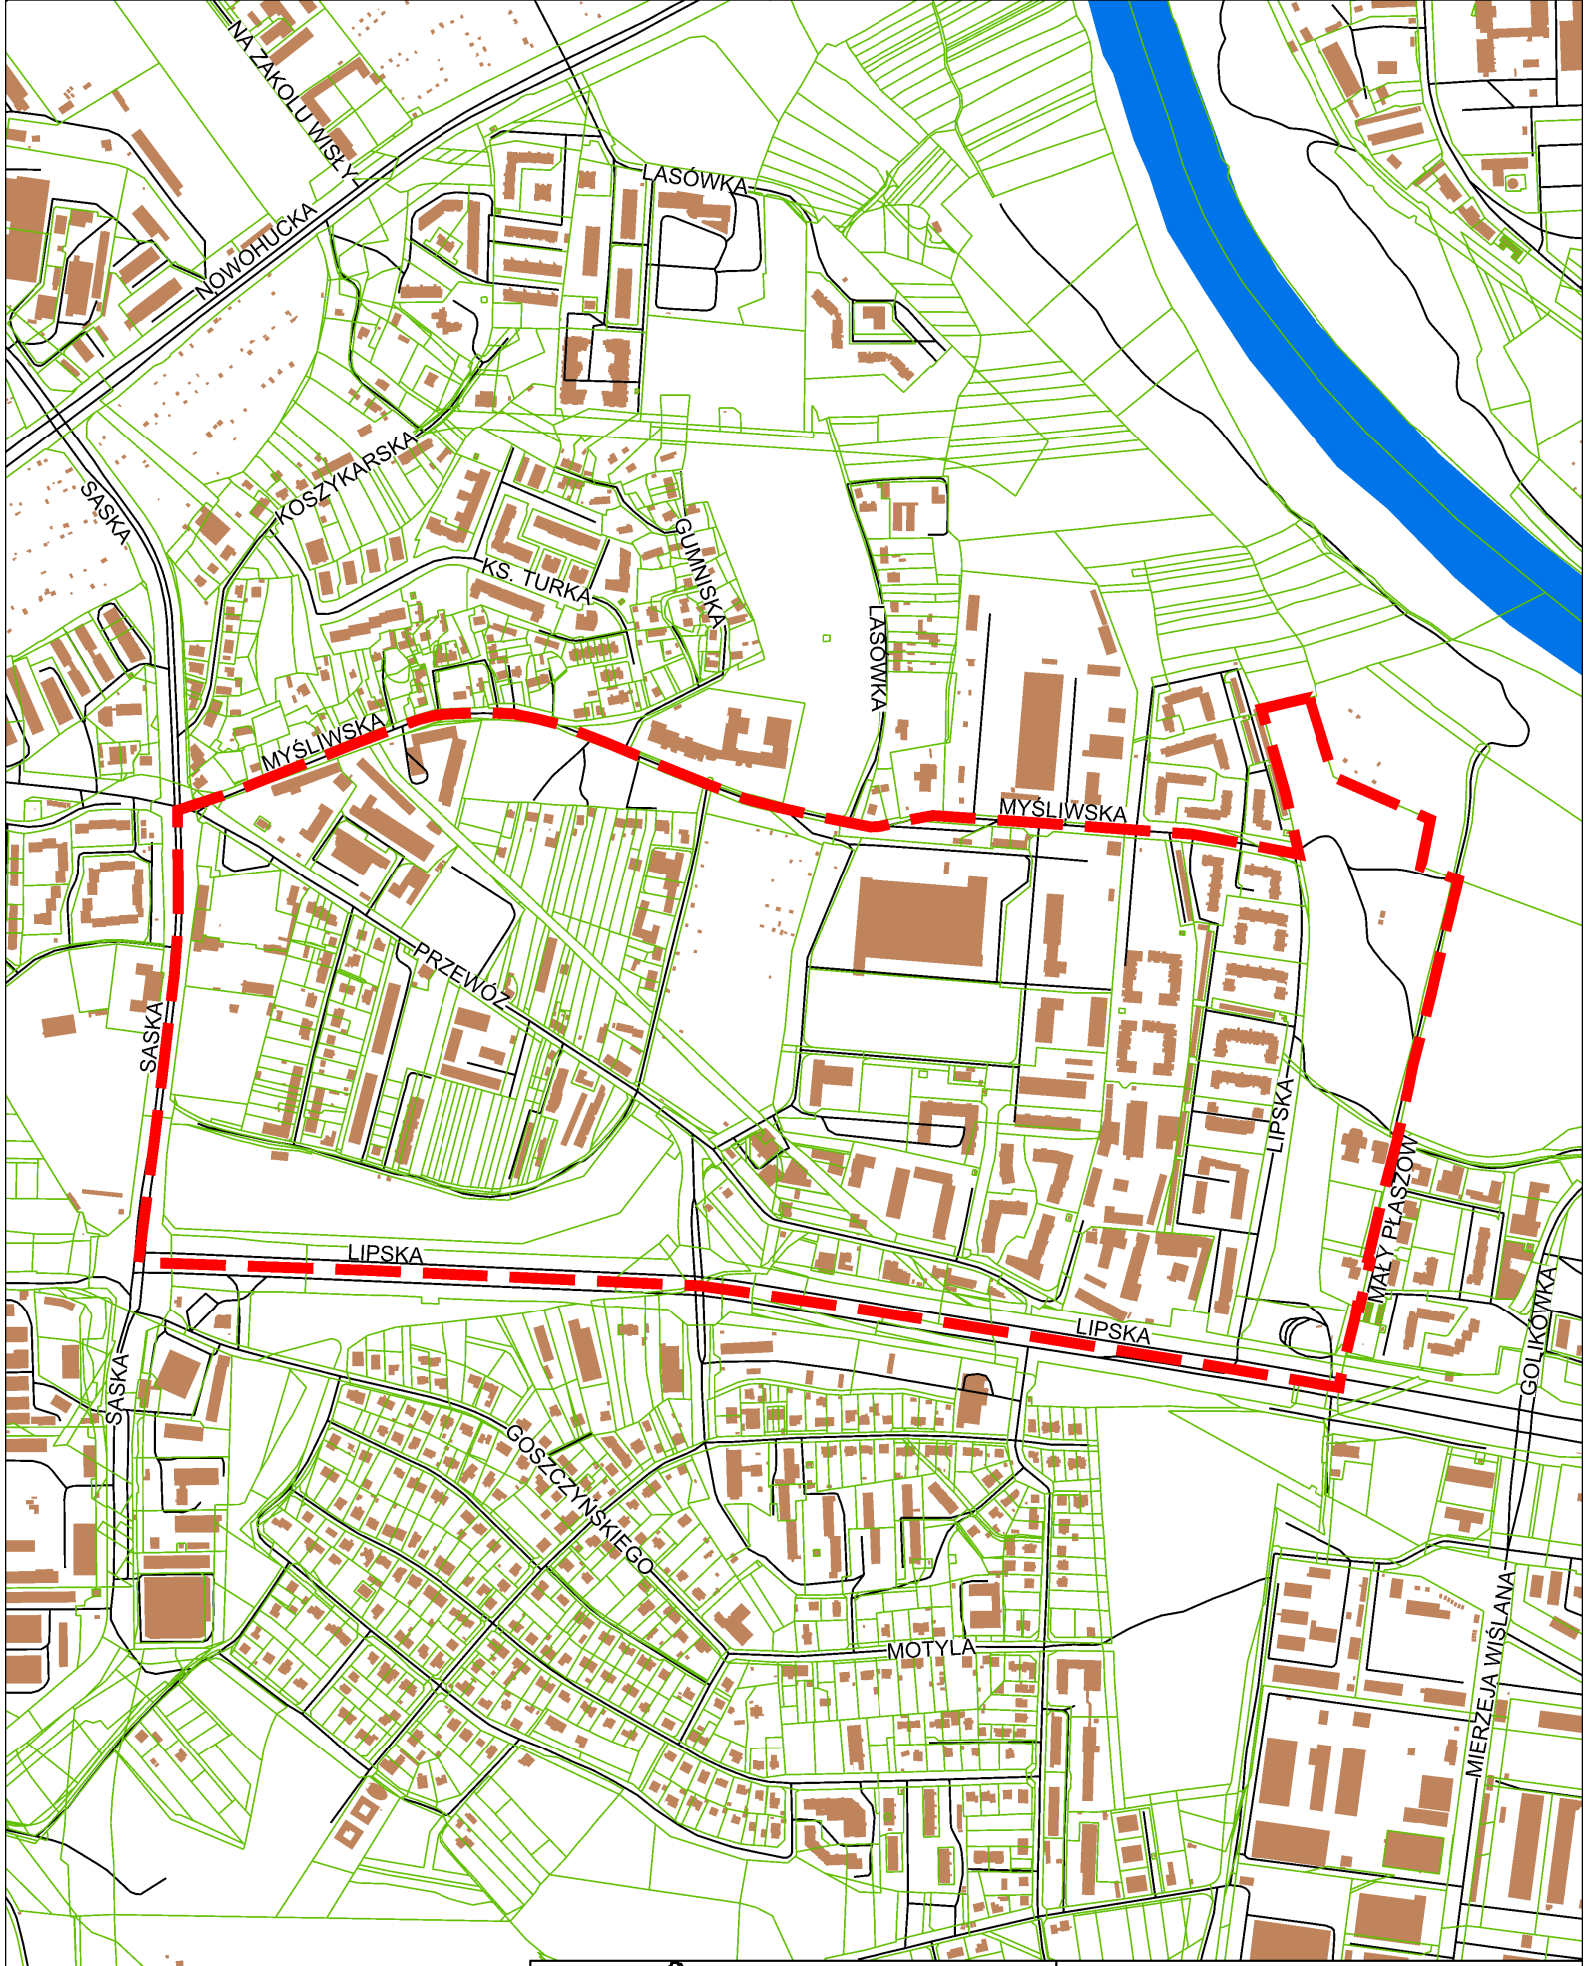 NA ZAKOLU WISŁY
LASÓWKA
NOWOHUCKA
KOSZYKARSKA
SASKA
GUMNISKA
KS. TURKA
LASÓWKA
MYŚLIWSKA
MYŚLIWSKA
PRZEWÓZ
SASKA
LIPSKA
MAŁY PŁASZÓW
LIPSKA
GOLIKÓWKA
LIPSKA
SASKA
GOSZCZYŃSKIEGO
MIERZEJA WIŚLANA
MOTYLA